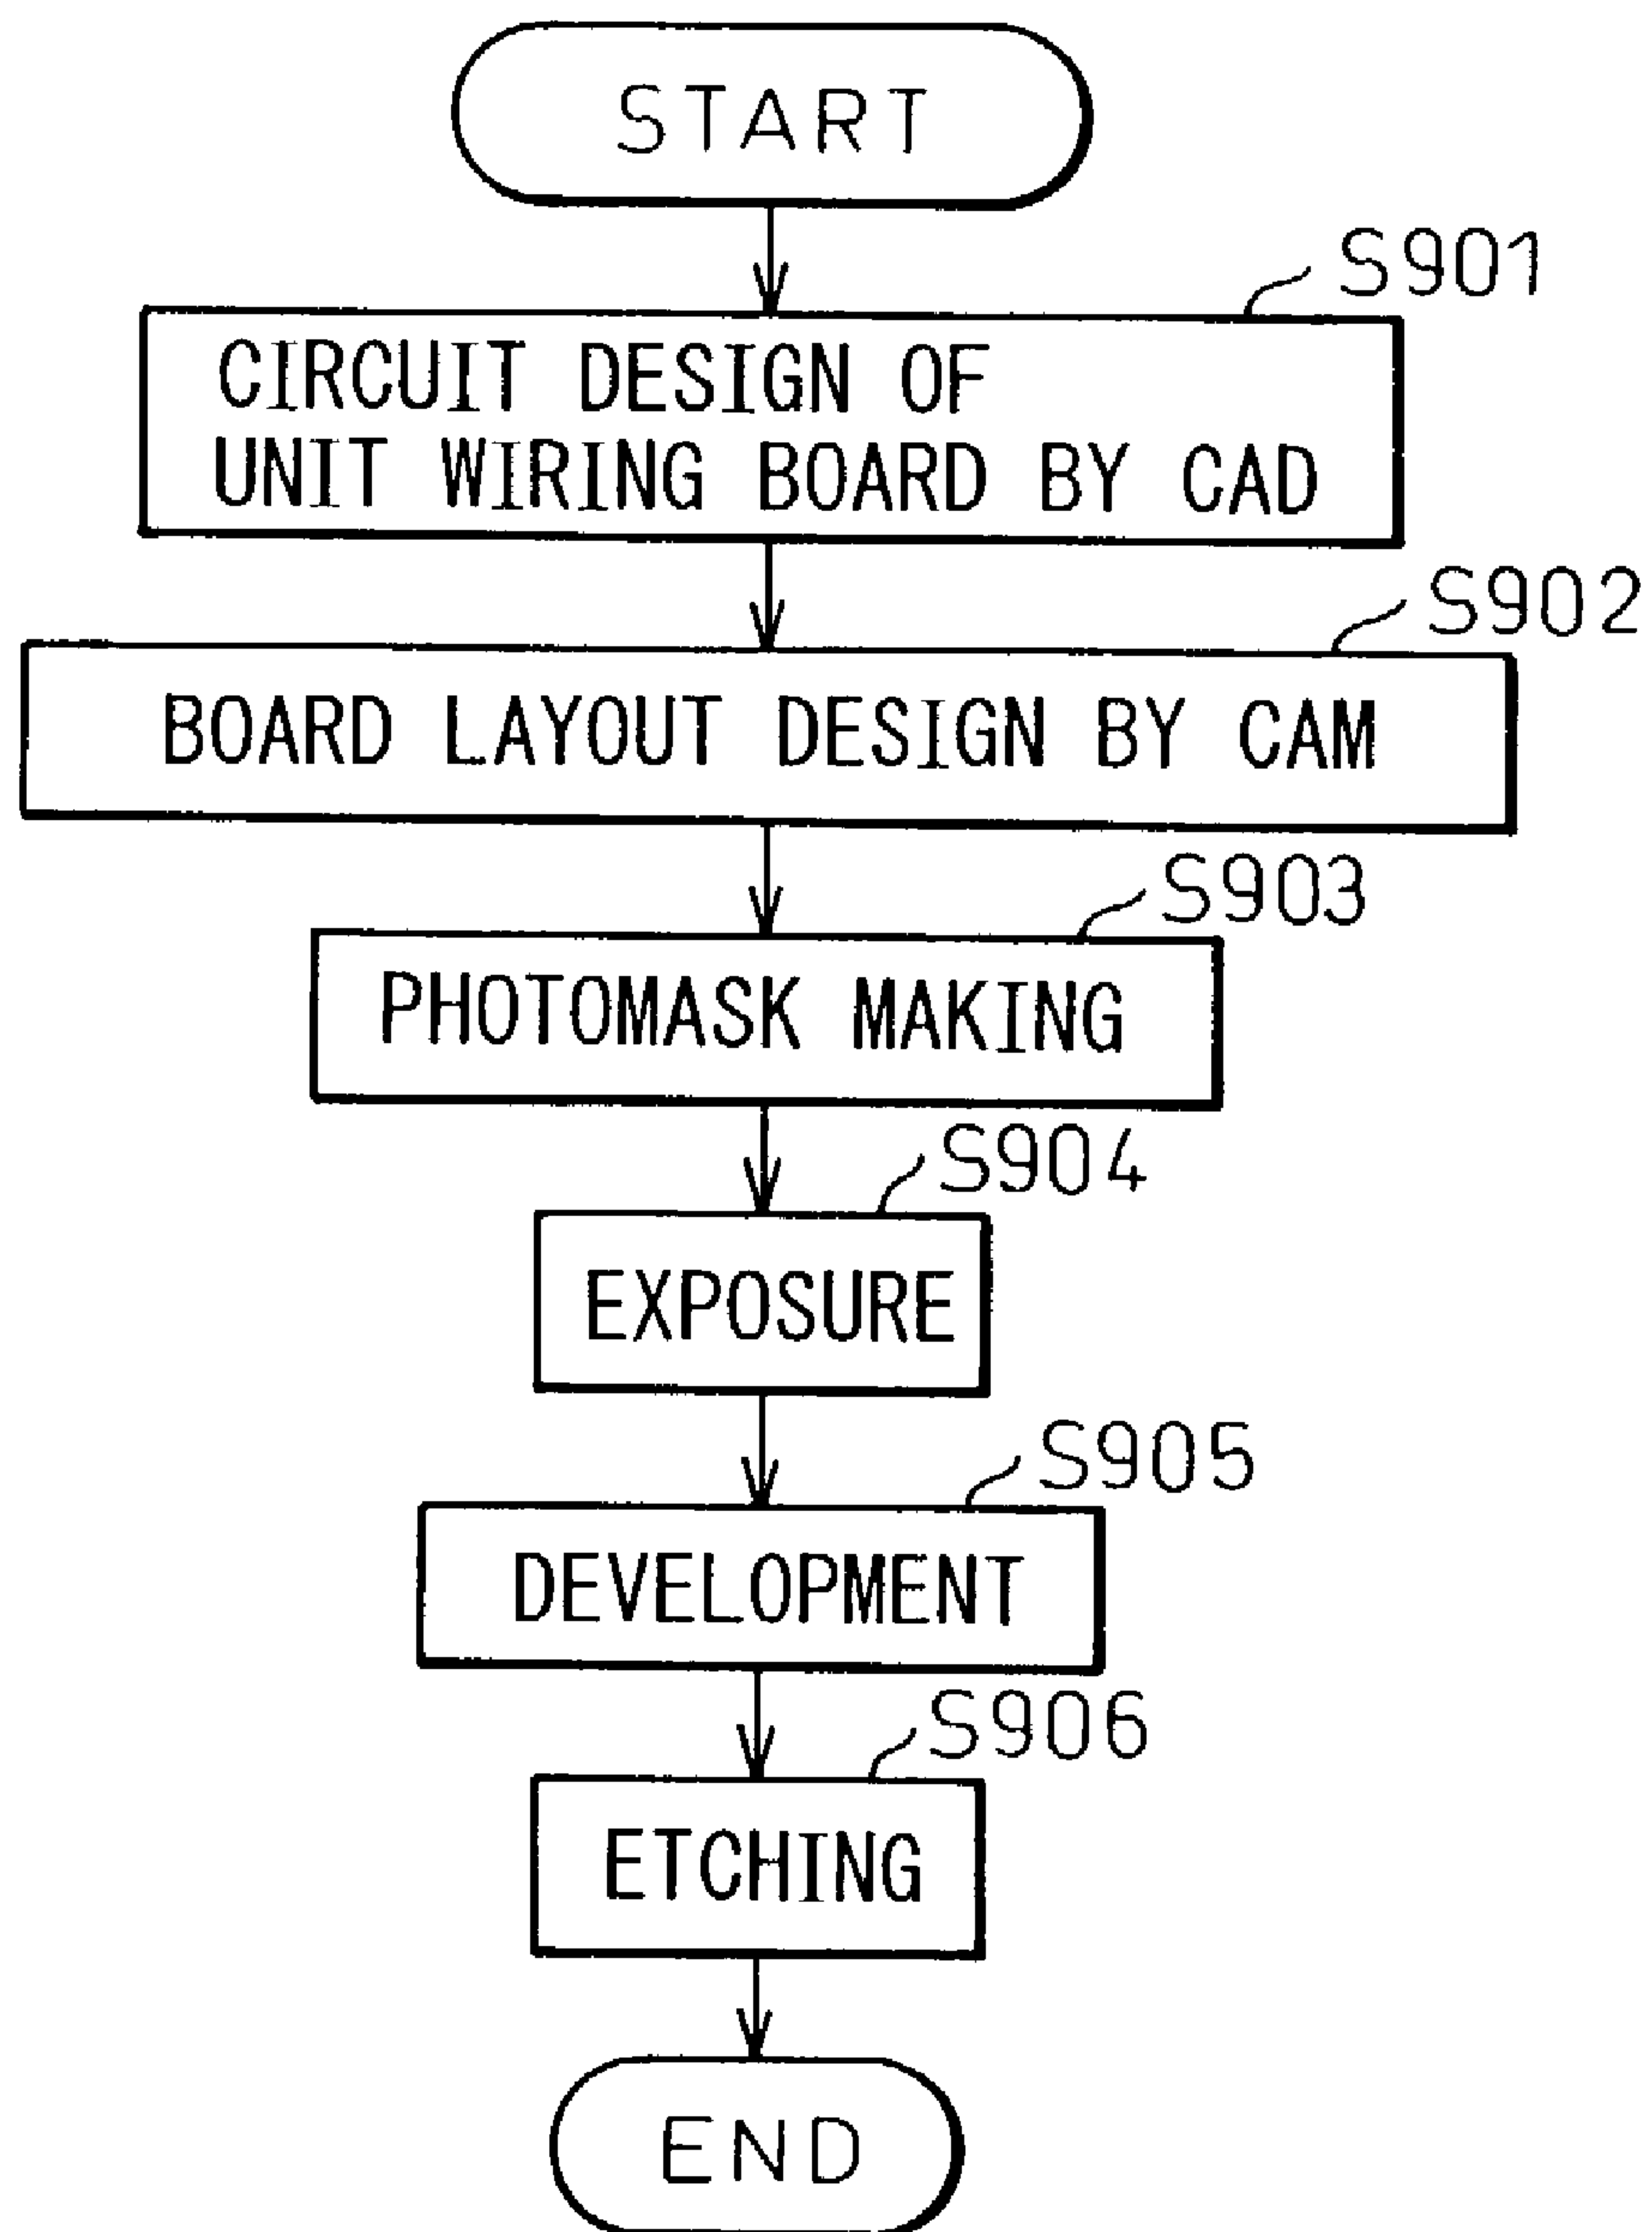 START
S901
CIRCUIT DESIGN OF
UNIT WIRING BOARD BY CAD
S902
BOARD LAYOUT DESIGN BY CAM
S903
PHOTOMASK MAKING
S904
EXPOSURE
S905
DEVELOPMENT
S906
ETCHING
END